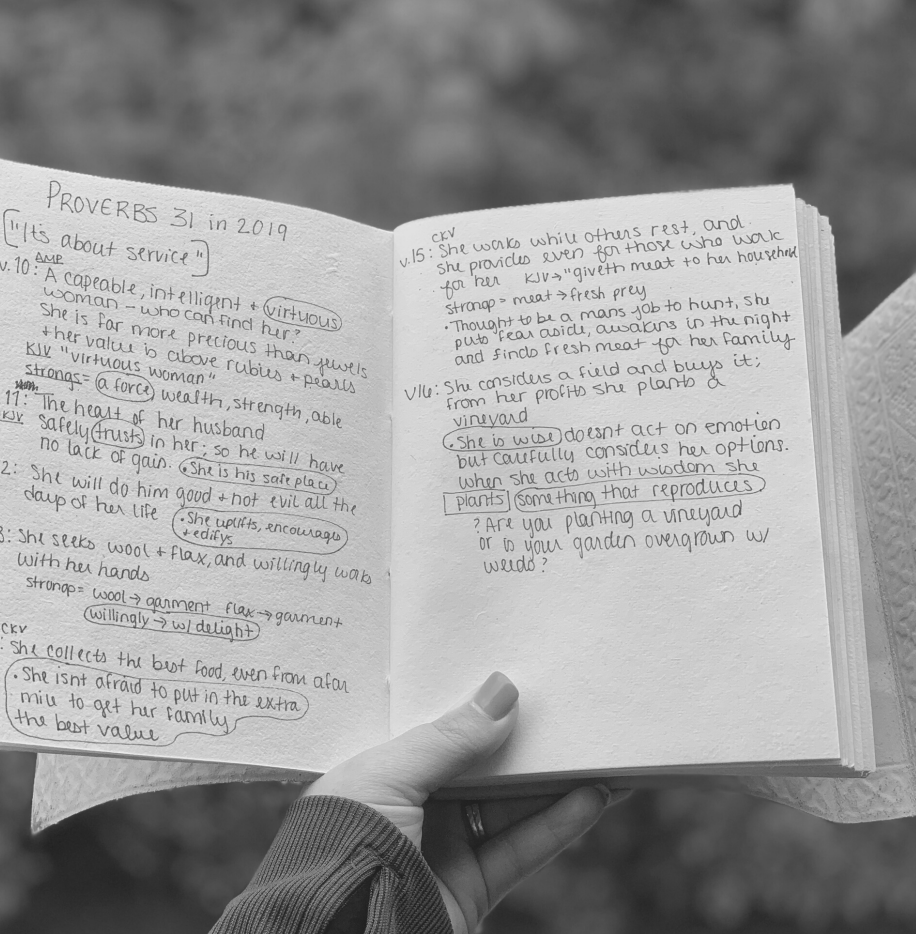 PROVERBS 31 in 2019
["It's about service"]
AMP
v.10: A capeable, intelligent + virtuous
woman - who can find her?
She is far more precious than jewels
+ her value is above rubies + pearls
KJV "virtuous woman"
strongs = a force wealth, strength, able
11: The heart of her husband
KJV safely trusts in her; so he will have
no lack of gain. • She is his safe place
2: She will do him good + not evil all the
days of her life • She uplifts, encourages
+ edifys
3: She seeks wool + flax, and willingly works
with her hands
strongs = wool → garment flax → garment
willingly → w/ delight
CKV
: She collects the best food, even from afar
• She isnt afraid to put in the extra
mile to get her family
the best value
CKV
v.15: She works while others rest, and
she provides even for those who work
for her KJV → "giveth meat to her household
strongs = meat → fresh prey
• Thought to be a mans job to hunt, she
puts fear aside, awakins in the night
and finds fresh meat for her family
v16: She considers a field and buys it;
from her profits she plants a
vineyard
• She is wise doesnt act on emotion
but carefully considers her options.
when she acts with wisdom she
plants something that reproduces
? Are you planting a vineyard
or is your garden overgrown w/
weeds?